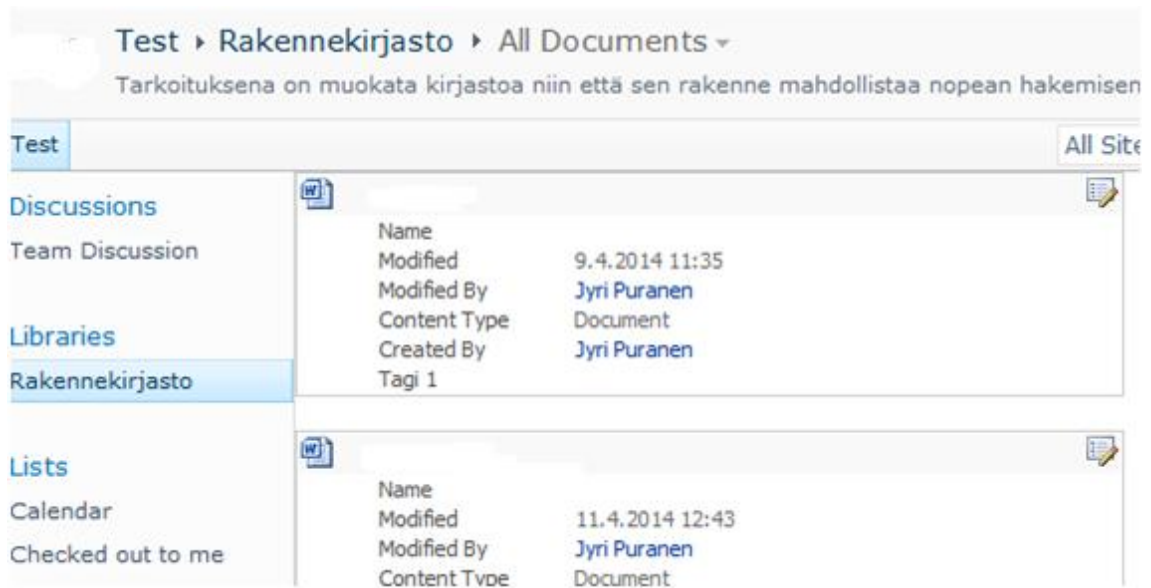 Test ▸ Rakennekirjasto ▸ All Documents
Tarkoituksena on muokata kirjastoa niin että sen rakenne mahdollistaa nopean hakemisen
Test
All Site
Discussions
Team Discussion
Libraries
Rakennekirjasto
Lists
Calendar
Checked out to me
Name
Modified 9.4.2014 11:35
Modified By Jyri Puranen
Content Type Document
Created By Jyri Puranen
Tagi 1
Name
Modified 11.4.2014 12:43
Modified By Jyri Puranen
Content Type Document